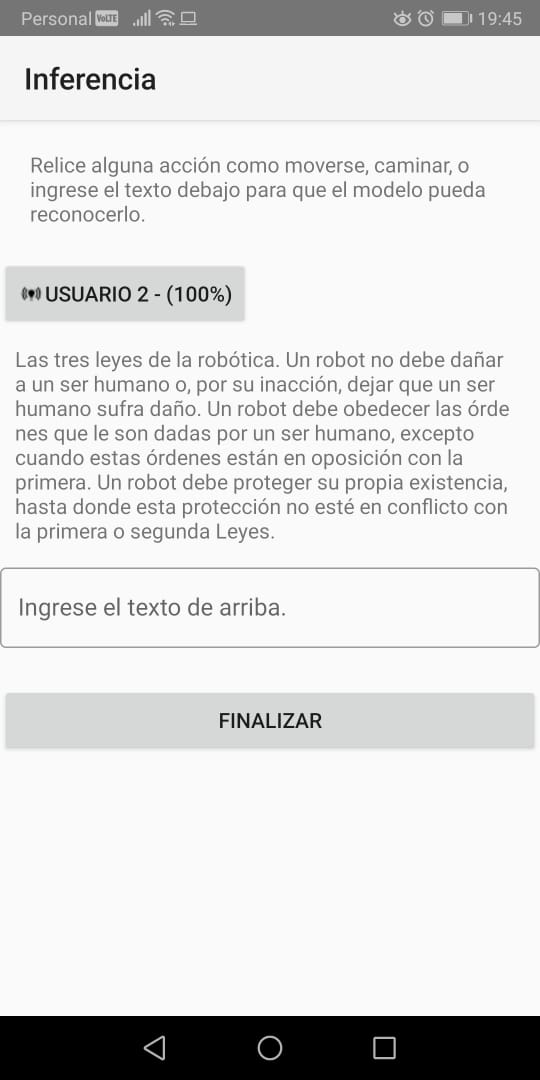 Personal VoLTE 19:45
Inferencia
Relice alguna acción como moverse, caminar, o
ingrese el texto debajo para que el modelo pueda
reconocerlo.
USUARIO 2 - (100%)
Las tres leyes de la robótica. Un robot no debe dañar
a un ser humano o, por su inacción, dejar que un ser
humano sufra daño. Un robot debe obedecer las órde
nes que le son dadas por un ser humano, excepto
cuando estas órdenes están en oposición con la
primera. Un robot debe proteger su propia existencia,
hasta donde esta protección no esté en conflicto con
la primera o segunda Leyes.
Ingrese el texto de arriba.
FINALIZAR